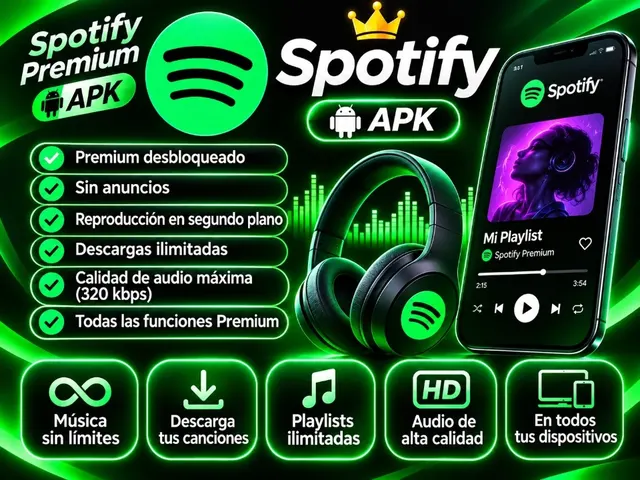 Spotify
Premium
APK
Spotify
APK
Premium desbloqueado
Sin anuncios
Reproducción en segundo plano
Descargas ilimitadas
Calidad de audio máxima
(320 kbps)
Todas las funciones Premium
3:17
Spotify
Mi Playlist
Spotify Premium
2:15
3:54
Música
sin límites
Descarga
tus canciones
Playlists
ilimitadas
HD
Audio de
alta calidad
En todos
tus dispositivos